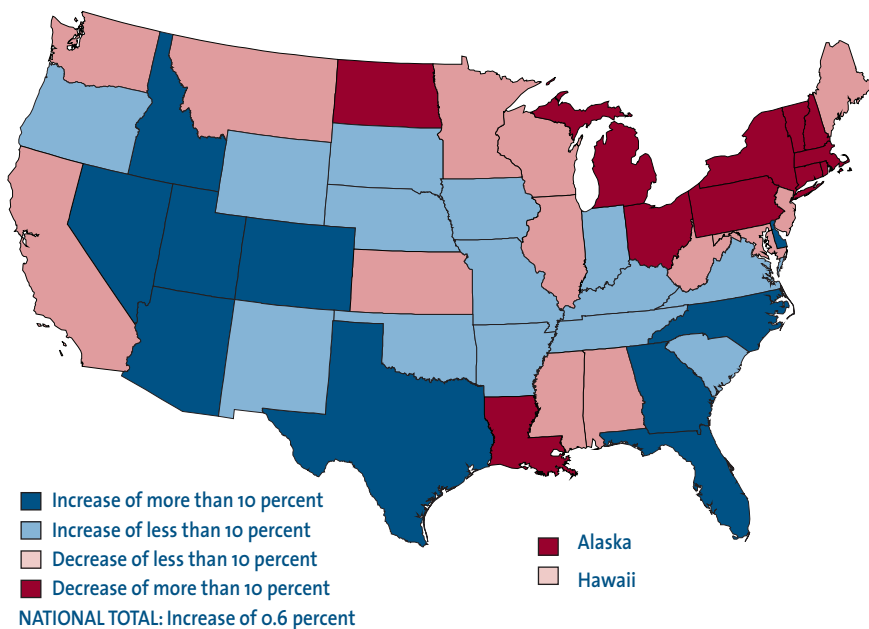 Increase of more than 10 percent
Increase of less than 10 percent
Decrease of less than 10 percent
Decrease of more than 10 percent
NATIONAL TOTAL: Increase of 0.6 percent
Alaska
Hawaii